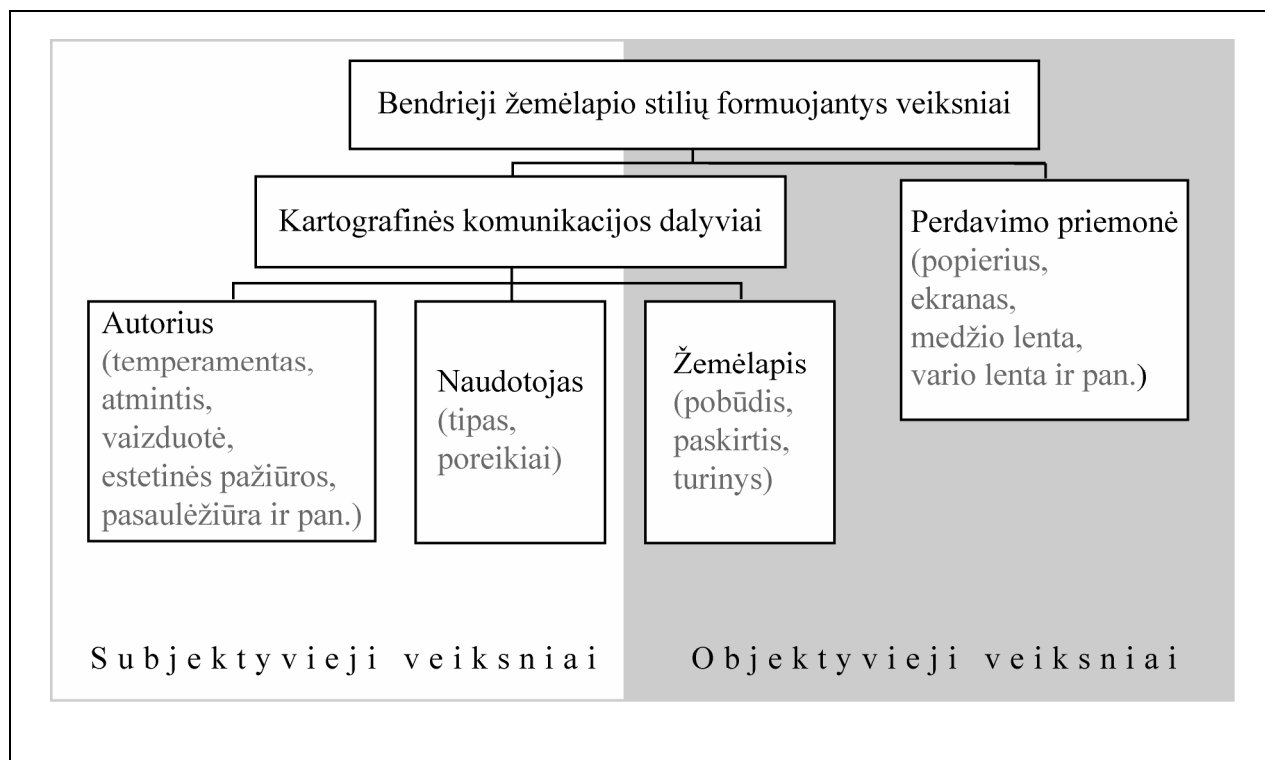 Bendrieji žemėlapio stilių formuojantys veiksniai
Kartografinės komunikacijos dalyviai
Perdavimo priemonė
(popierius,
ekranas,
medžio lenta,
vario lenta ir pan.)
Autorius
(temperamentas,
atmintis,
vaizduotė,
estetinės pažiūros,
pasaulėžiūra ir pan.)
Naudotojas
(tipas,
poreikiai)
Žemėlapis
(pobūdis,
paskirtis,
turinys)
Subjektyvieji veiksniai
Objektyvieji veiksniai